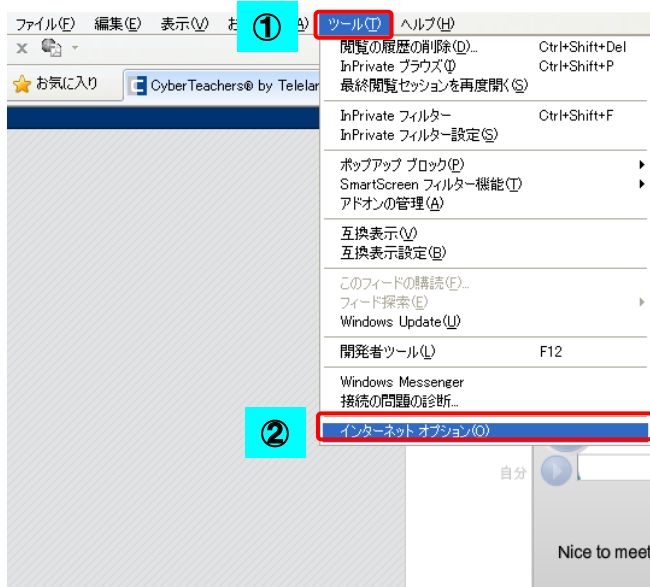 ファイル(F) 編集(E) 表示(V) お ① A) ツール(T) ヘルプ(H)
x
お気に入り CyberTeachers® by Telelar
閲覧の履歴の削除(D)... Ctrl+Shift+Del
InPrivate ブラウズ(I) Ctrl+Shift+P
最終閲覧セッションを再度開く(S)
InPrivate フィルター Ctrl+Shift+F
InPrivate フィルター設定(S)
ポップアップ ブロック(P)
SmartScreen フィルター機能(T)
アドオンの管理(A)
互換表示(V)
互換表示設定(B)
このフィードの購読(F)...
フィード探索(E)
Windows Update(U)
開発者ツール(L) F12
Windows Messenger
接続の問題の診断...
② インターネット オプション(O)
自分
Nice to meet